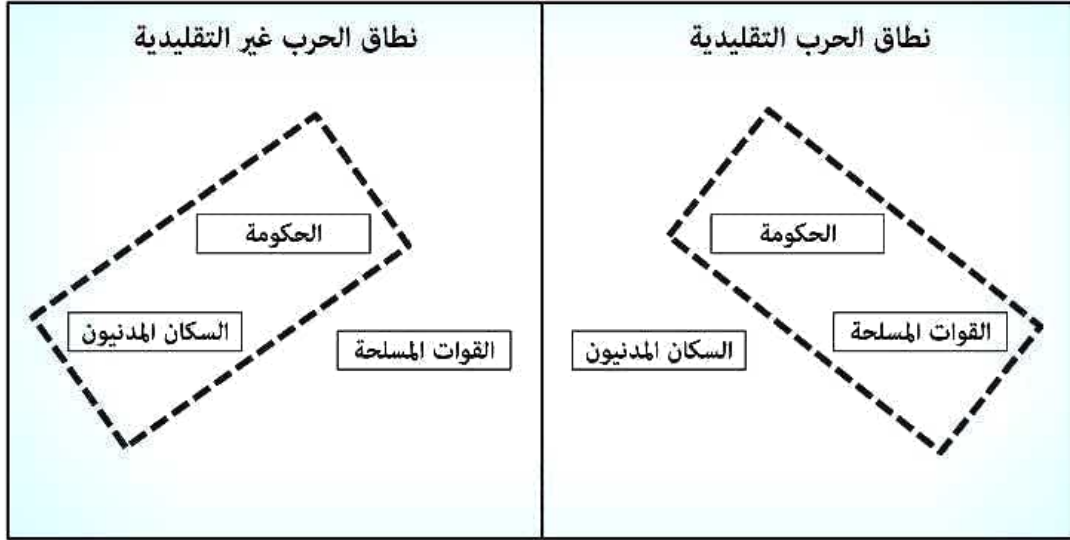 نطاق الحرب التقليدية
الحكومة
القوات المسلحة
السكان المدنيون
نطاق الحرب غير التقليدية
الحكومة
القوات المسلحة
السكان المدنيون